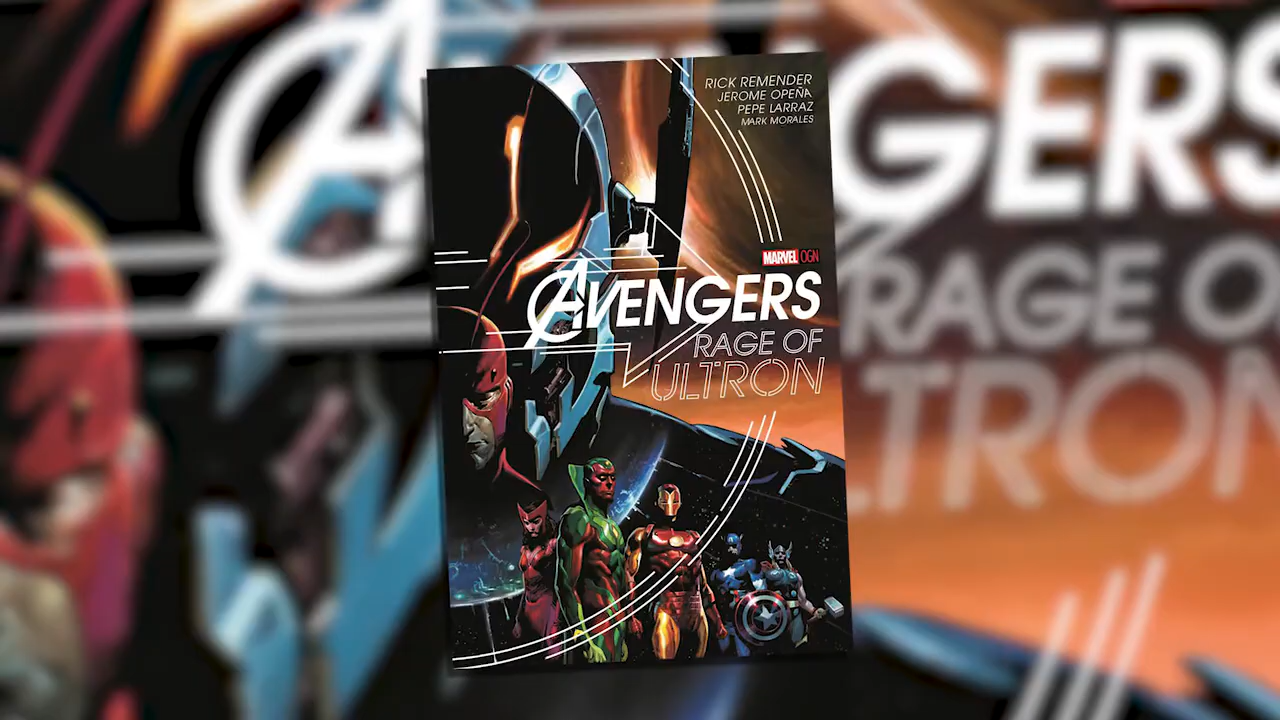 RICK REMENDER
JEROME OPEÑA
PEPE LARRAZ
MARK MORALES
MARVEL OGN
AVENGERS
RAGE OF
ULTRON